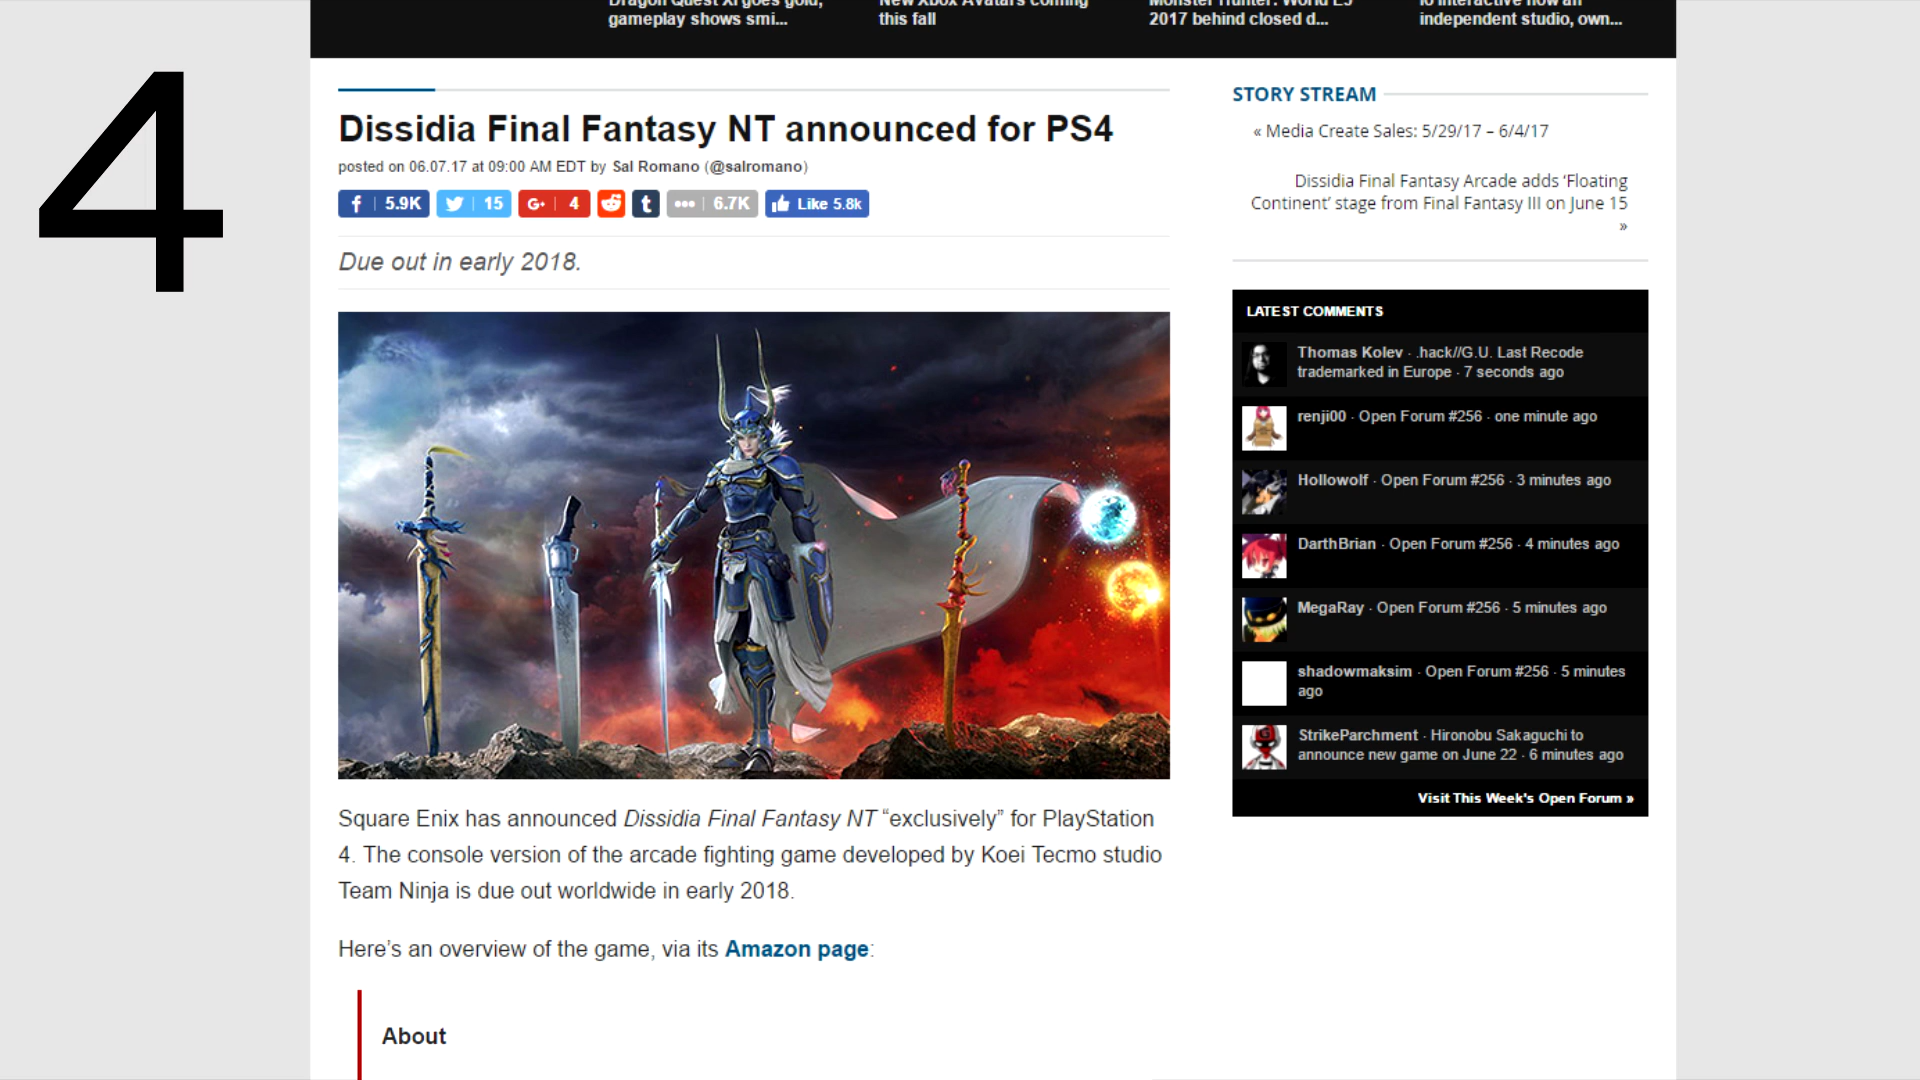 gameplay shows smi...
New Xbox Avatars coming
this fall
2017 behind closed d...
independent studio, own...
4
Dissidia Final Fantasy NT announced for PS4
posted on 06.07.17 at 09:00 AM EDT by Sal Romano (@salromano)
5.9K 15 G+ 4 6.7K Like 5.8k
Due out in early 2018.
Square Enix has announced Dissidia Final Fantasy NT “exclusively” for PlayStation
4. The console version of the arcade fighting game developed by Koei Tecmo studio
Team Ninja is due out worldwide in early 2018.
Here’s an overview of the game, via its Amazon page:
About
STORY STREAM
« Media Create Sales: 5/29/17 – 6/4/17
Dissidia Final Fantasy Arcade adds ‘Floating
Continent’ stage from Final Fantasy III on June 15
»
LATEST COMMENTS
Thomas Kolev · .hack//G.U. Last Recode
trademarked in Europe · 7 seconds ago
renji00 · Open Forum #256 · one minute ago
Hollowolf · Open Forum #256 · 3 minutes ago
DarthBrian · Open Forum #256 · 4 minutes ago
MegaRay · Open Forum #256 · 5 minutes ago
shadowmaksim · Open Forum #256 · 5 minutes
ago
StrikeParchment · Hironobu Sakaguchi to
announce new game on June 22 · 6 minutes ago
Visit This Week's Open Forum »